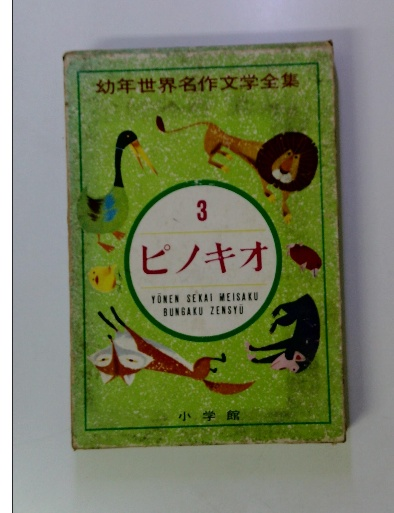 幼年世界名作文学全集
3
ピノキオ
YŌNEN SEKAI MEISAKU
BUNGAKU ZENSYŪ
小学館